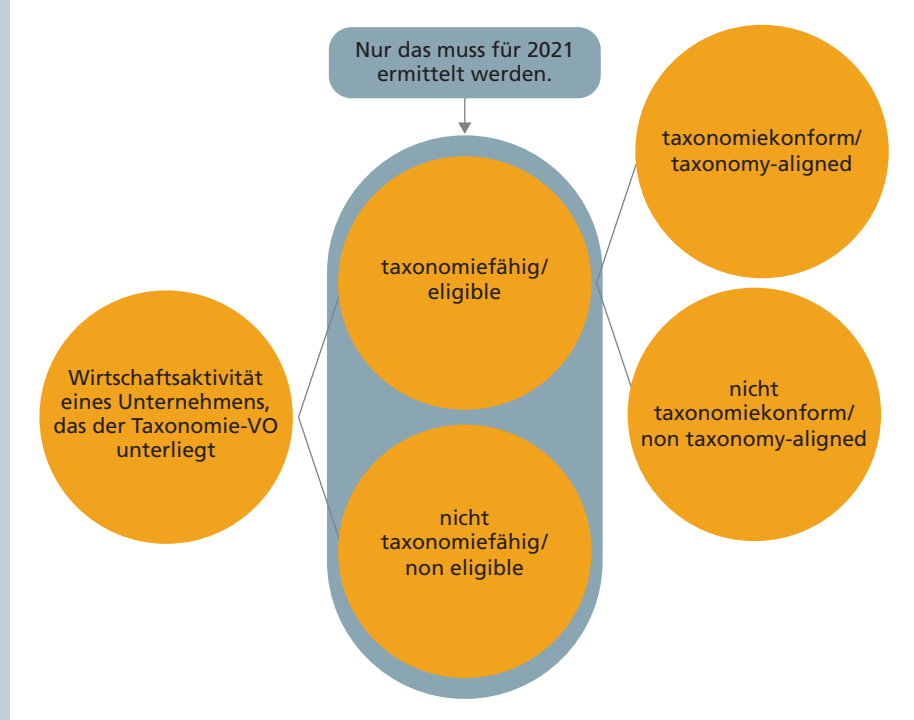 Nur das muss für 2021
ermittelt werden.
taxonomiekonform/
taxonomy-aligned
taxonomiefähig/
eligible
Wirtschaftsaktivität
eines Unternehmens,
das der Taxonomie-VO
unterliegt
nicht
taxonomiekonform/
non taxonomy-aligned
nicht
taxonomiefähig/
non eligible